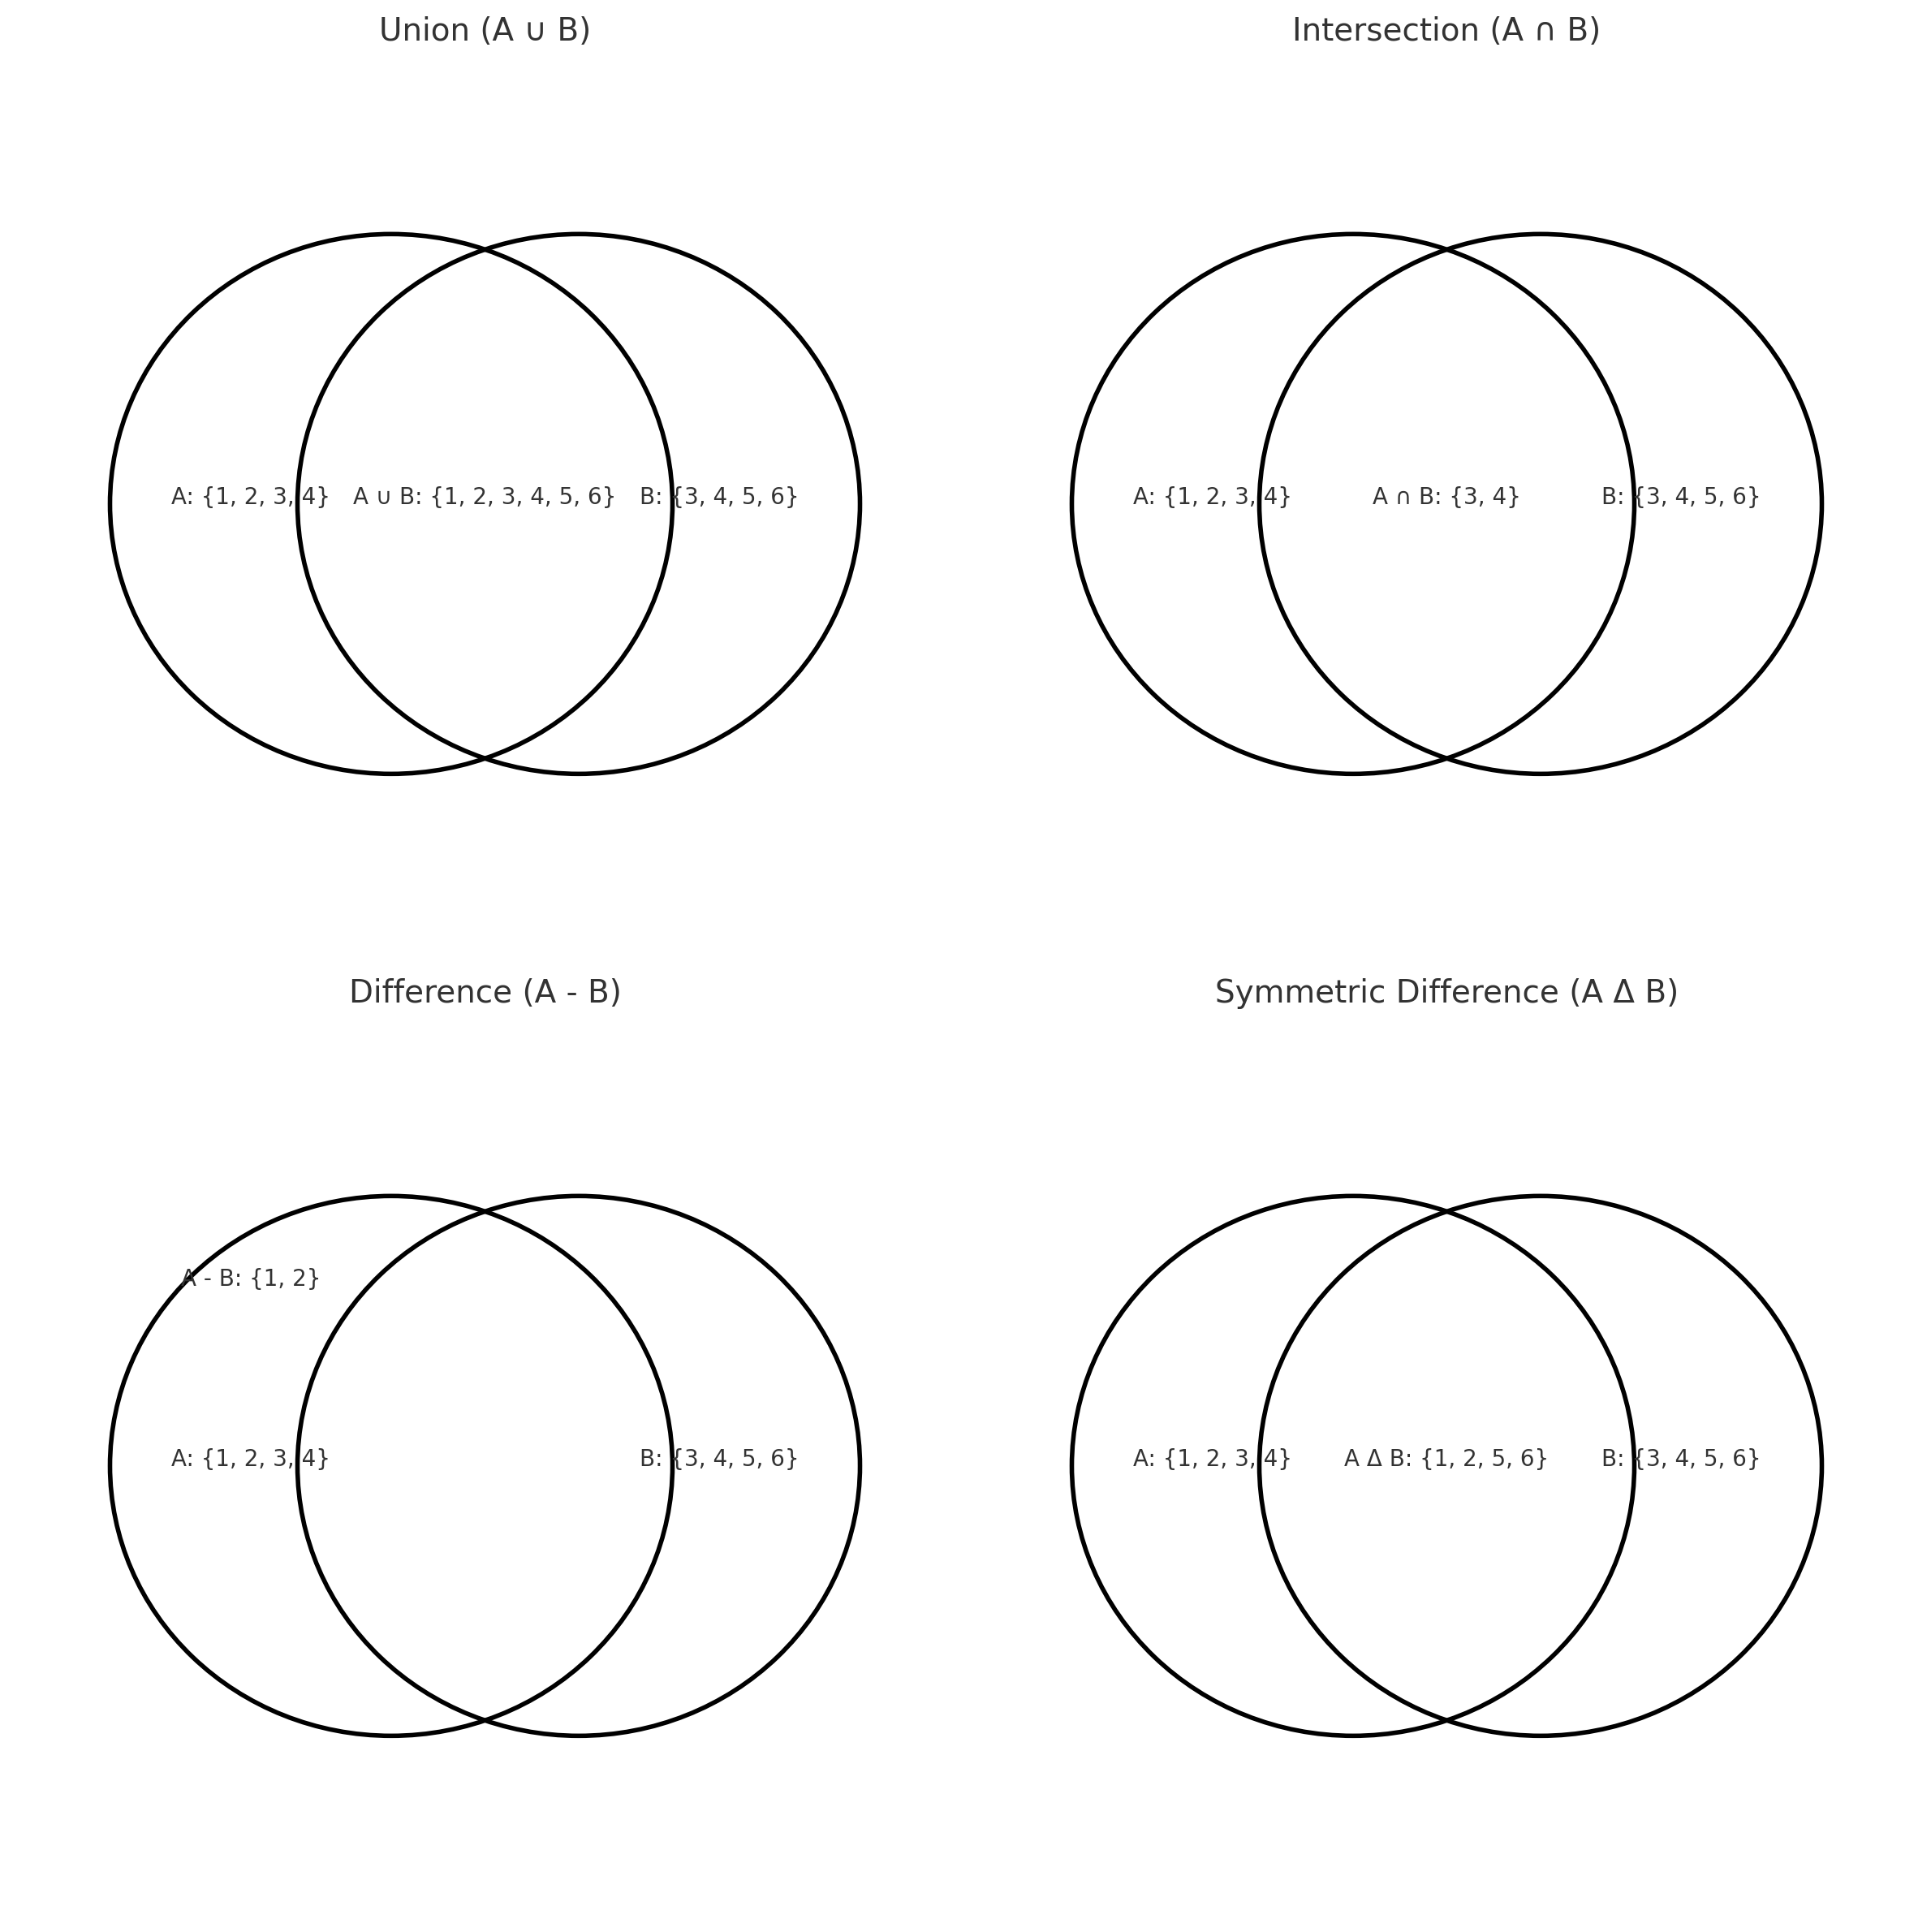 Union (A ∪ B)
A: {1, 2, 3, 4} A ∪ B: {1, 2, 3, 4, 5, 6} B: {3, 4, 5, 6}
Intersection (A ∩ B)
A: {1, 2, 3, 4} A ∩ B: {3, 4} B: {3, 4, 5, 6}
Difference (A - B)
A - B: {1, 2}
A: {1, 2, 3, 4} B: {3, 4, 5, 6}
Symmetric Difference (A Δ B)
A: {1, 2, 3, 4} A Δ B: {1, 2, 5, 6} B: {3, 4, 5, 6}